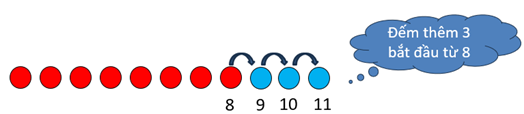 Đếm thêm 3
bắt đầu từ 8
8 9 10 11